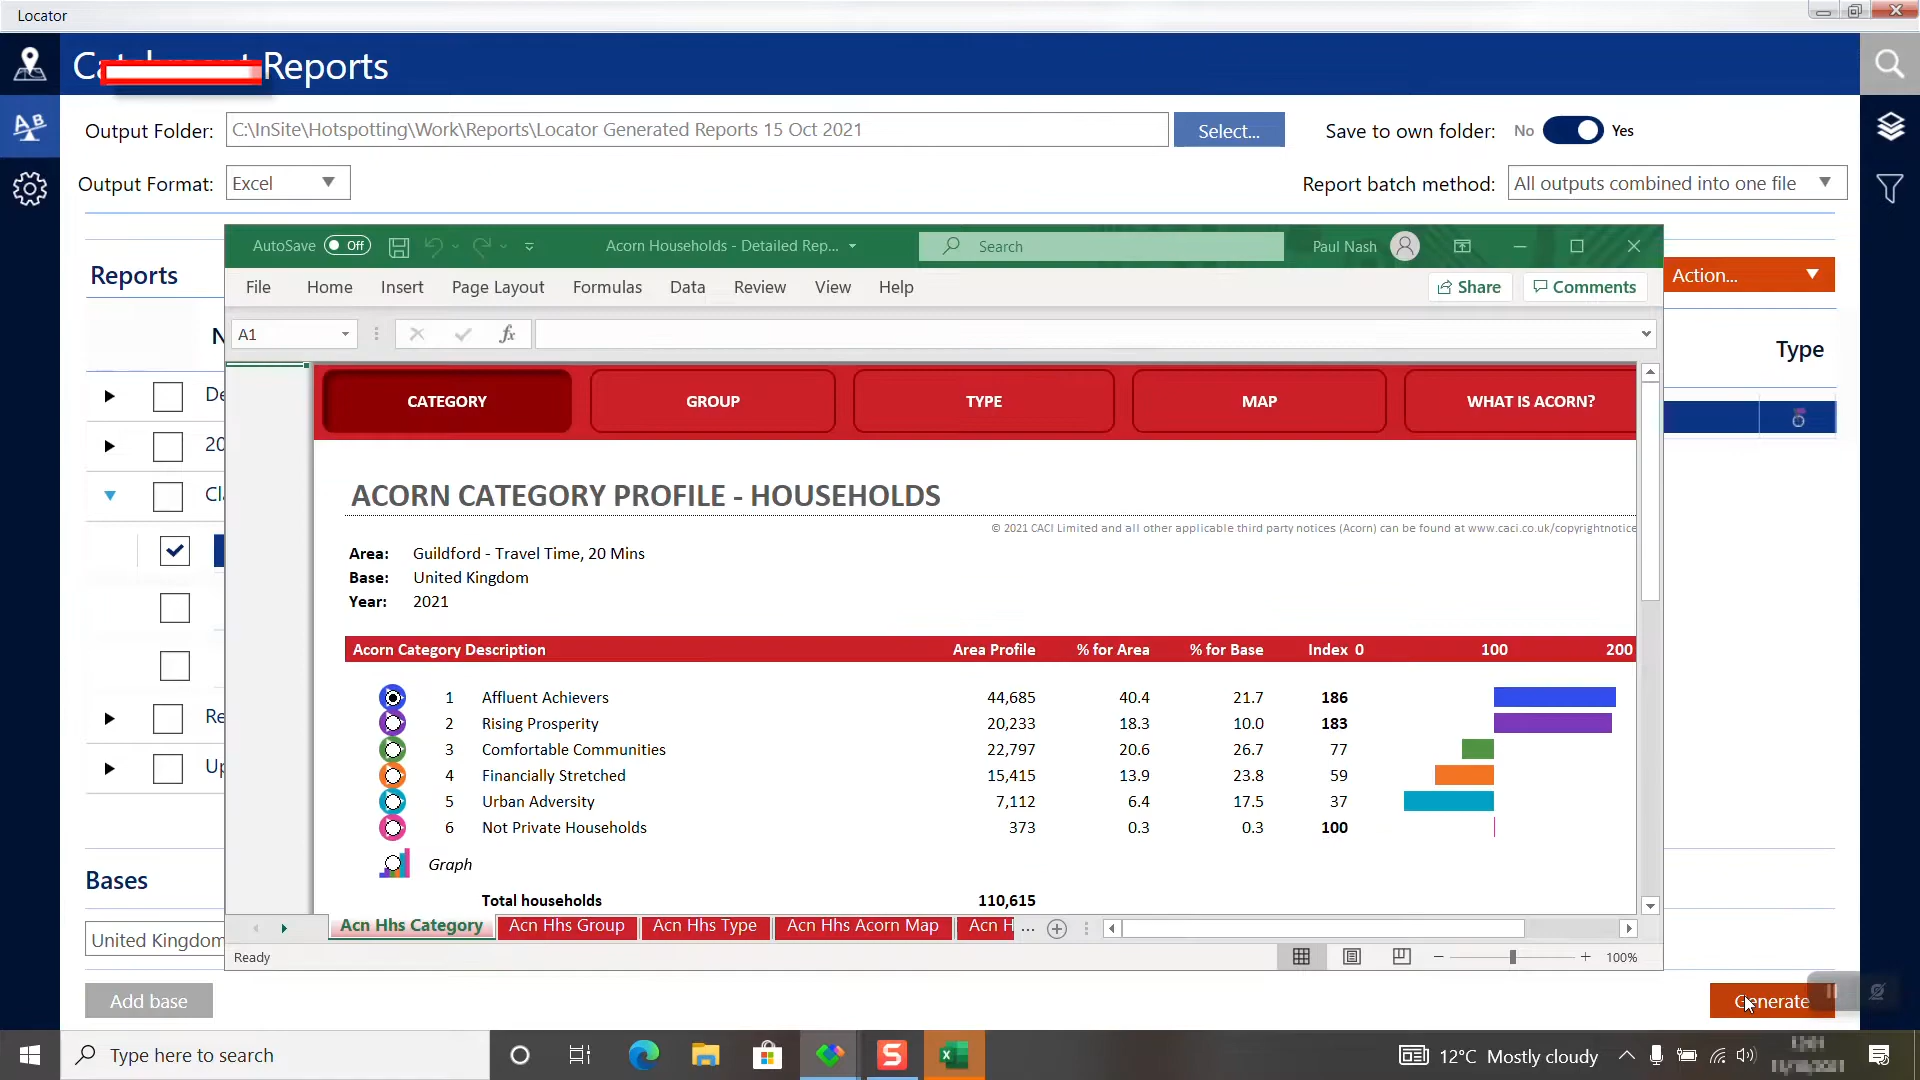 Locator
Reports
Output Folder: C:\InSite\Hotspotting\Work\Reports\Locator Generated Reports 15 Oct 2021 Select... Save to own folder: No Yes
Output Format: Excel Report batch method: All outputs combined into one file
AutoSave Off Acorn Households - Detailed Rep... Search Paul Nash
Reports Action...
File Home Insert Page Layout Formulas Data Review View Help Share Comments
N A1 fx Type
De
20
Cl
Re
Up
CATEGORY GROUP TYPE MAP WHAT IS ACORN?
ACORN CATEGORY PROFILE - HOUSEHOLDS
© 2021 CACI Limited and all other applicable third party notices (Acorn) can be found at www.caci.co.uk/copyrightnotice
Area: Guildford - Travel Time, 20 Mins
Base: United Kingdom
Year: 2021
Acorn Category Description Area Profile % for Area % for Base Index 0 100 200
1 Affluent Achievers 44,685 40.4 21.7 186
2 Rising Prosperity 20,233 18.3 10.0 183
3 Comfortable Communities 22,797 20.6 26.7 77
4 Financially Stretched 15,415 13.9 23.8 59
5 Urban Adversity 7,112 6.4 17.5 37
6 Not Private Households 373 0.3 0.3 100
Graph
Total households 110,615
Bases
Acn Hhs Category Acn Hhs Group Acn Hhs Type Acn Hhs Acorn Map Acn H ...
United Kingdom
Ready 100%
Add base Generate
Type here to search 12°C Mostly cloudy